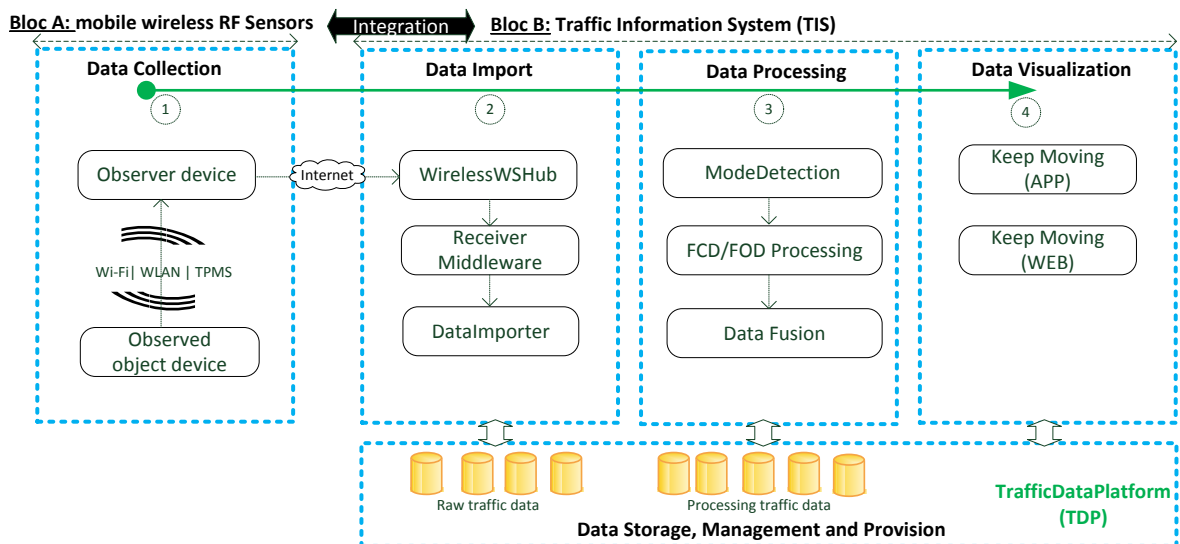 Bloc A: mobile wireless RF Sensors
Integration
Bloc B: Traffic Information System (TIS)
Data Collection
Data Import
Data Processing
Data Visualization
1
2
3
4
Observer device
Internet
WirelessWSHub
ModeDetection
Keep Moving
(APP)
Wi-Fi| WLAN | TPMS
Receiver
Middleware
FCD/FOD Processing
Keep Moving
(WEB)
Observed
object device
DataImporter
Data Fusion
Raw traffic data
Processing traffic data
TrafficDataPlatform
(TDP)
Data Storage, Management and Provision